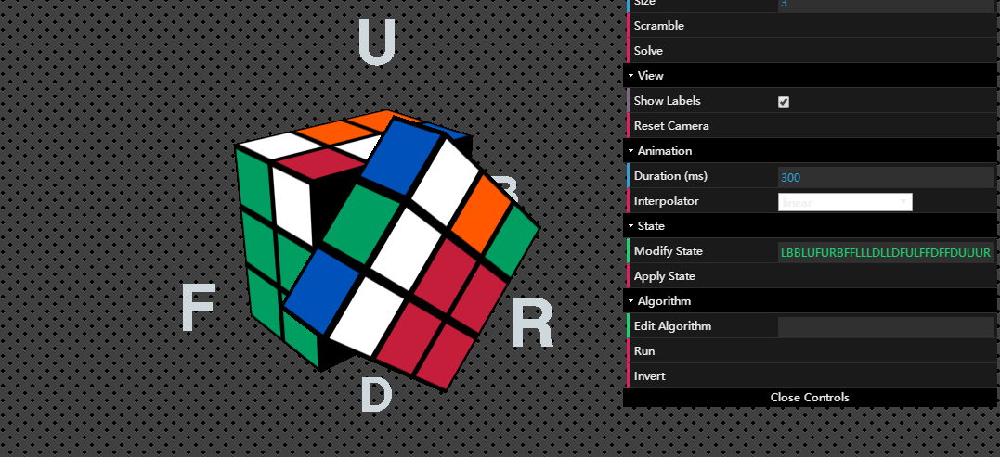 U
B
F
R
D
Size 3
Scramble
Solve
View
Show Labels
Reset Camera
Animation
Duration (ms) 300
Interpolator linear
State
Modify State LBBLUFURBFFLLLDLLDFULFFDFFDUUUR
Apply State
Algorithm
Edit Algorithm
Run
Invert
Close Controls